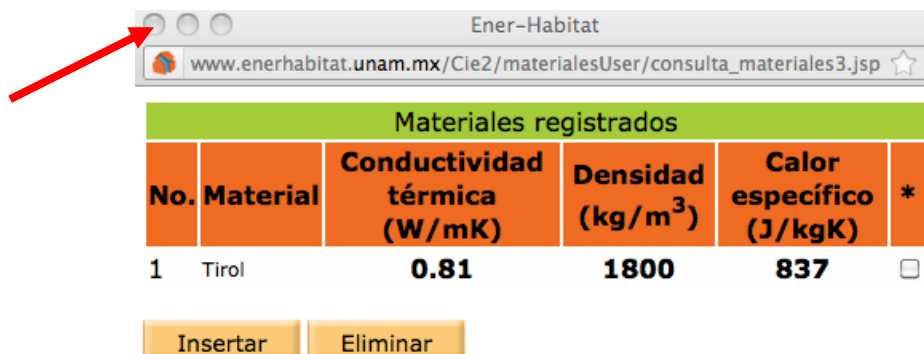 Ener-Habitat
www.enerhabitat.unam.mx/Cie2/materialesUser/consulta_materiales3.jsp
Materiales registrados
No. Material Conductividad térmica (W/mK) Densidad (kg/m³) Calor específico (J/kgK) *
1 Tirol 0.81 1800 837
Insertar Eliminar